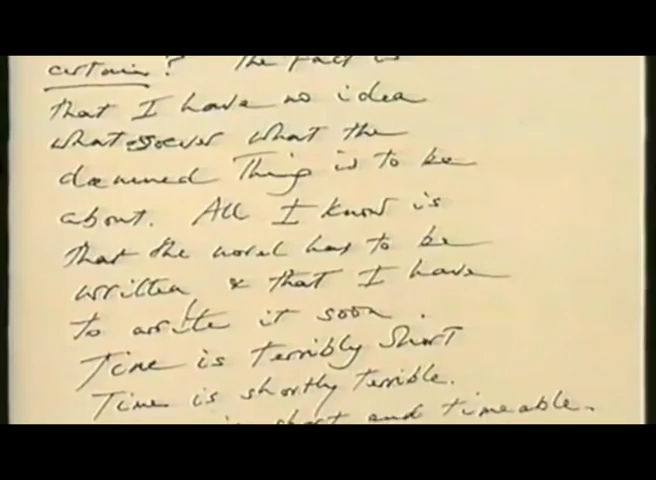 certain? The fact is
that I have no idea
whatsoever what the
damned Thing is to be
about. All I know is
that the novel has to be
written & that I have
to write it soon.
Time is terribly short
Time is shortly terrible.
short and timeable.